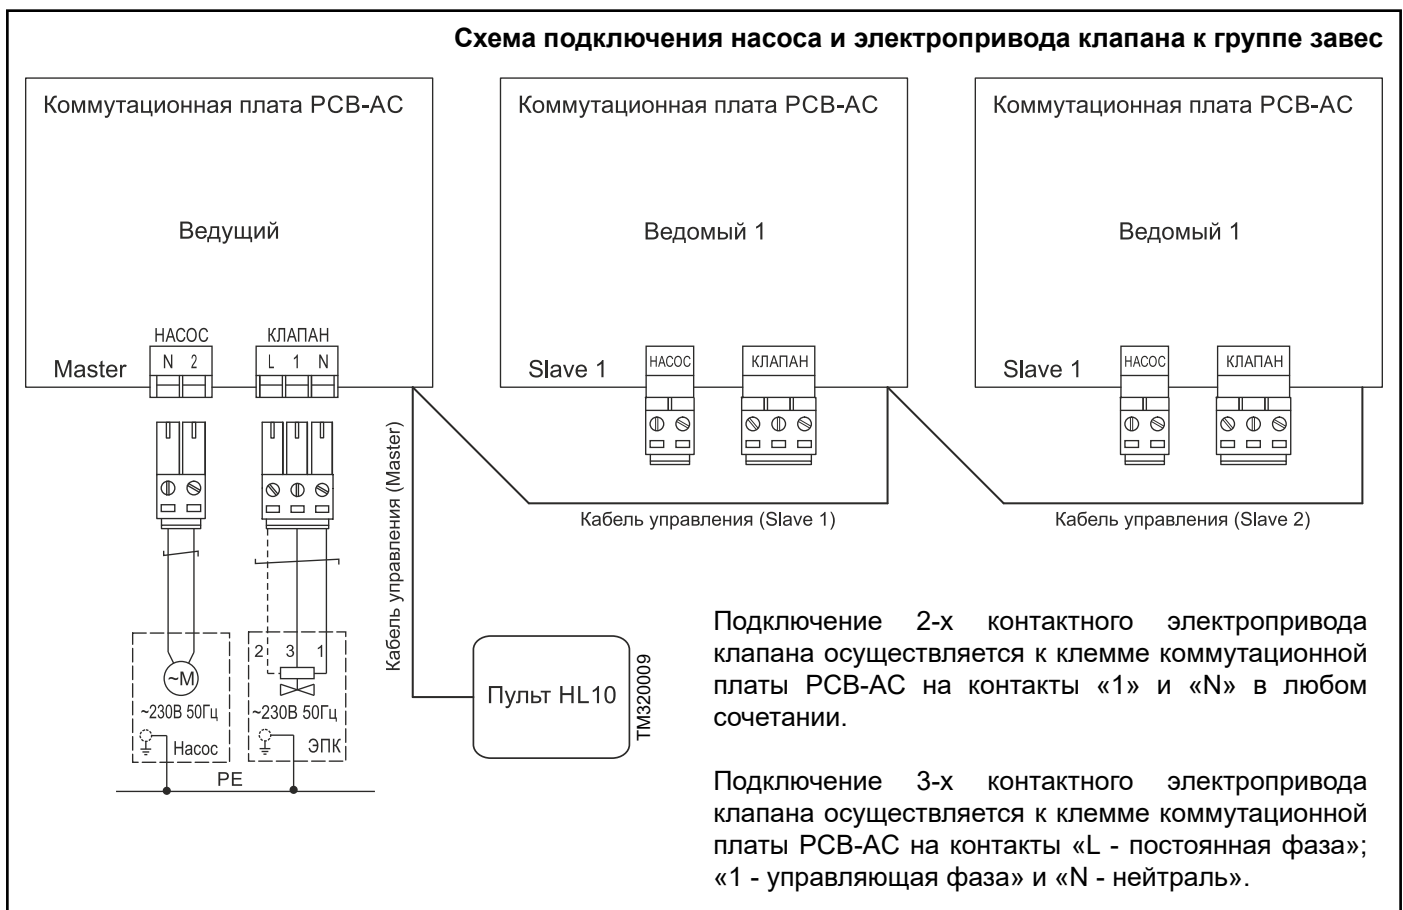 Схема подключения насоса и электропривода клапана к группе завес
Коммутационная плата PCB-AC
Ведущий
НАСОС
КЛАПАН
Master
N 2
L 1 N
Коммутационная плата PCB-AC
Ведомый 1
Slave 1
НАСОС
КЛАПАН
Коммутационная плата PCB-AC
Ведомый 1
Slave 1
НАСОС
КЛАПАН
Кабель управления (Master)
Кабель управления (Slave 1)
Кабель управления (Slave 2)
~M
~230В 50Гц
Насос
2 3 1
~230В 50Гц
ЭПК
PE
Пульт HL10
TM320009
Подключение 2-х контактного электропривода
клапана осуществляется к клемме коммутационной
платы PCB-AC на контакты «1» и «N» в любом
сочетании.
Подключение 3-х контактного электропривода
клапана осуществляется к клемме коммутационной
платы PCB-AC на контакты «L - постоянная фаза»;
«1 - управляющая фаза» и «N - нейтраль».